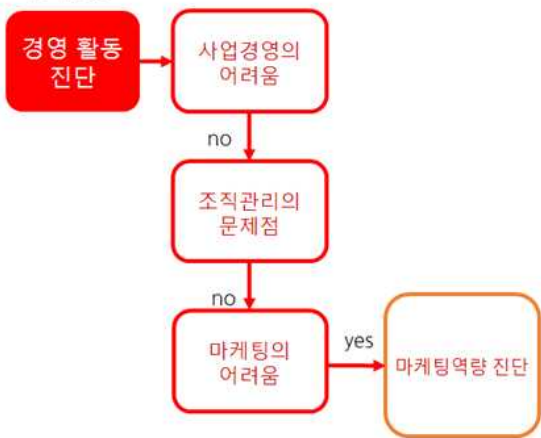 경영 활동
진단
사업경영의
어려움
no
조직관리의
문제점
no
마케팅의
어려움
yes
마케팅역량 진단